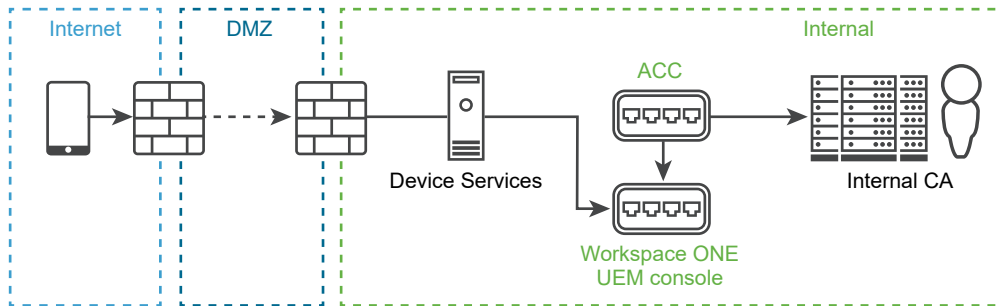 Internet
DMZ
Internal
ACC
Device Services
Internal CA
Workspace ONE
UEM console